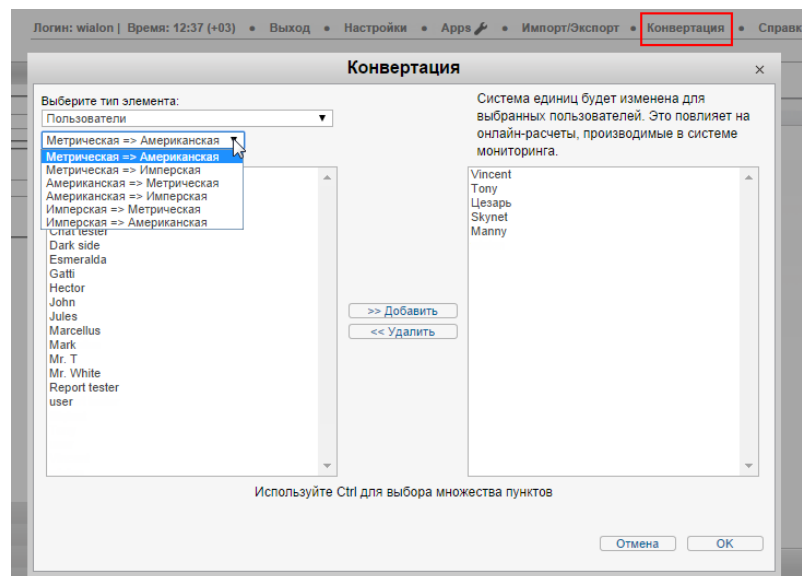 Логин: wialon | Время: 12:37 (+03) ● Выход ● Настройки ● Apps ● Импорт/Экспорт ● Конвертация ● Справк
Конвертация ×
Выберите тип элемента:
Пользователи ▼
Метрическая => Американская
Метрическая => Американская
Метрическая => Имперская
Американская => Метрическая
Американская => Имперская
Имперская => Метрическая
Имперская => Американская
Chat tester
Dark side
Esmeralda
Gatti
Hector
John
Jules
Marcellus
Mark
Mr. T
Mr. White
Report tester
user
>> Добавить
<< Удалить
Система единиц будет изменена для
выбранных пользователей. Это повлияет на
онлайн-расчеты, производимые в системе
мониторинга.
Vincent
Tony
Цезарь
Skynet
Manny
Используйте Ctrl для выбора множества пунктов
Отмена
OK